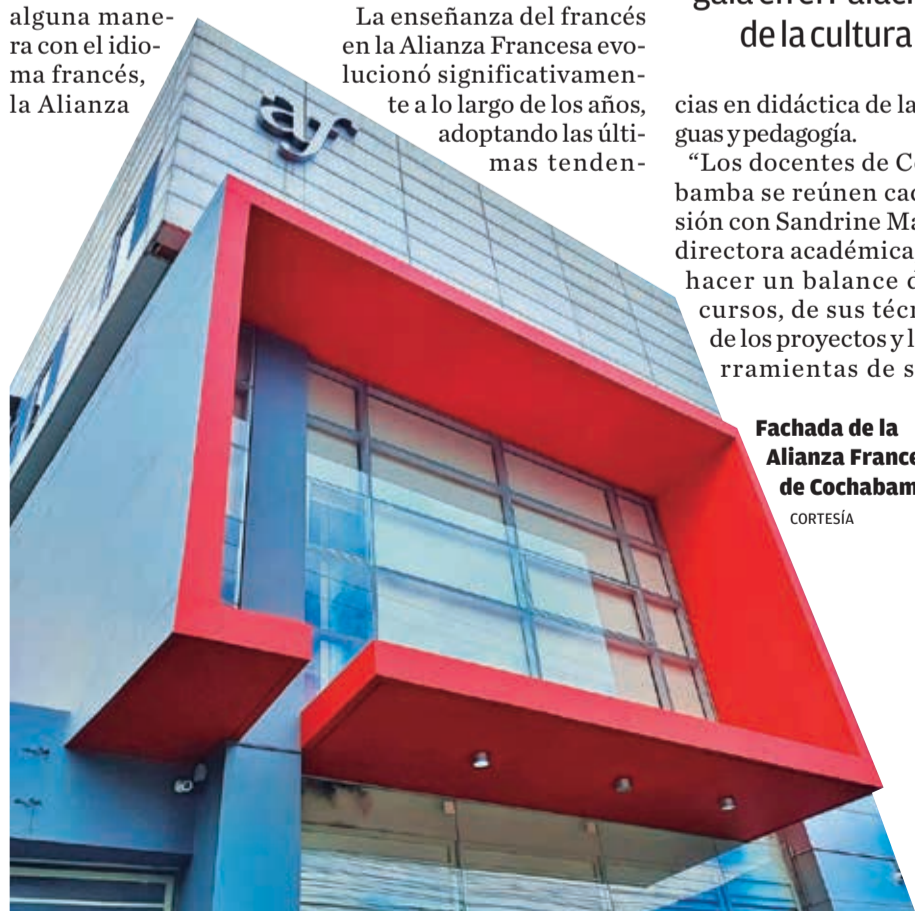 alguna mane-
ra con el idio-
ma francés,
la Alianza
La enseñanza del francés
en la Alianza Francesa evo-
lucionó significativamen-
te a lo largo de los años,
adoptando las últi-
mas tenden-
de la cultura
cias en didáctica de la
guas y pedagogía.
“Los docentes de Co
bamba se reúnen cad
sión con Sandrine Ma
directora académica,
hacer un balance d
cursos, de sus técn
de los proyectos y l
rramientas de s
Fachada de la
Alianza France
de Cochabam
CORTESÍA
af